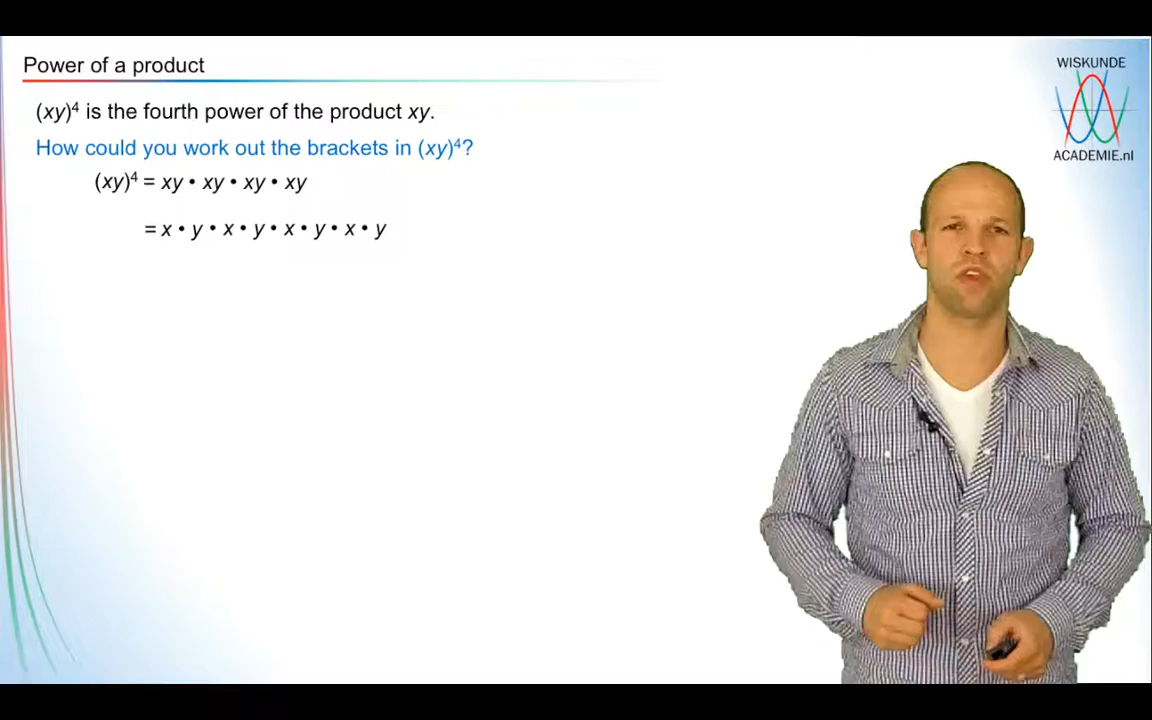 Power of a product
WISKUNDE
ACADEMIE.nl
(xy)⁴ is the fourth power of the product xy.
How could you work out the brackets in (xy)⁴?
(xy)⁴ = xy • xy • xy • xy
= x • y • x • y • x • y • x • y